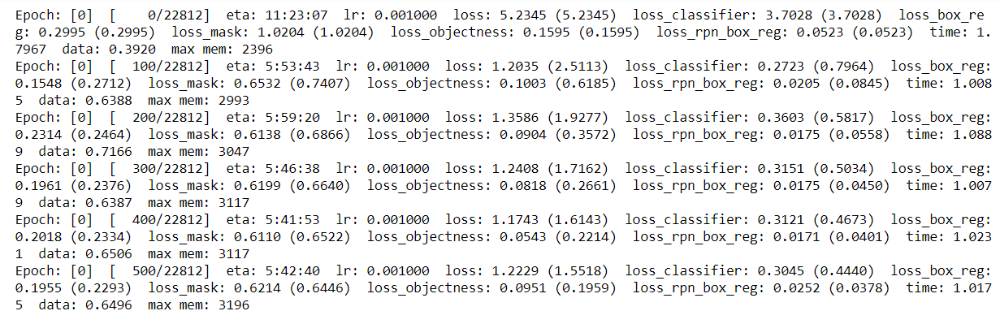 Epoch: [0]  [    0/22812]  eta: 11:23:07  lr: 0.001000  loss: 5.2345 (5.2345)  loss_classifier: 3.7028 (3.7028)  loss_box_re
g: 0.2995 (0.2995)  loss_mask: 1.0204 (1.0204)  loss_objectness: 0.1595 (0.1595)  loss_rpn_box_reg: 0.0523 (0.0523)  time: 1.
7967  data: 0.3920  max mem: 2396
Epoch: [0]  [  100/22812]  eta: 5:53:43  lr: 0.001000  loss: 1.2035 (2.5113)  loss_classifier: 0.2723 (0.7964)  loss_box_reg:
0.1548 (0.2712)  loss_mask: 0.6532 (0.7407)  loss_objectness: 0.1003 (0.6185)  loss_rpn_box_reg: 0.0205 (0.0845)  time: 1.008
5  data: 0.6388  max mem: 2993
Epoch: [0]  [  200/22812]  eta: 5:59:20  lr: 0.001000  loss: 1.3586 (1.9277)  loss_classifier: 0.3603 (0.5817)  loss_box_reg:
0.2314 (0.2464)  loss_mask: 0.6138 (0.6866)  loss_objectness: 0.0904 (0.3572)  loss_rpn_box_reg: 0.0175 (0.0558)  time: 1.088
9  data: 0.7166  max mem: 3047
Epoch: [0]  [  300/22812]  eta: 5:46:38  lr: 0.001000  loss: 1.2408 (1.7162)  loss_classifier: 0.3151 (0.5034)  loss_box_reg:
0.1961 (0.2376)  loss_mask: 0.6199 (0.6640)  loss_objectness: 0.0818 (0.2661)  loss_rpn_box_reg: 0.0175 (0.0450)  time: 1.007
9  data: 0.6387  max mem: 3117
Epoch: [0]  [  400/22812]  eta: 5:41:53  lr: 0.001000  loss: 1.1743 (1.6143)  loss_classifier: 0.3121 (0.4673)  loss_box_reg:
0.2018 (0.2334)  loss_mask: 0.6110 (0.6522)  loss_objectness: 0.0543 (0.2214)  loss_rpn_box_reg: 0.0171 (0.0401)  time: 1.023
1  data: 0.6506  max mem: 3117
Epoch: [0]  [  500/22812]  eta: 5:42:40  lr: 0.001000  loss: 1.2229 (1.5518)  loss_classifier: 0.3045 (0.4440)  loss_box_reg:
0.1955 (0.2293)  loss_mask: 0.6214 (0.6446)  loss_objectness: 0.0951 (0.1959)  loss_rpn_box_reg: 0.0252 (0.0378)  time: 1.017
5  data: 0.6496  max mem: 3196